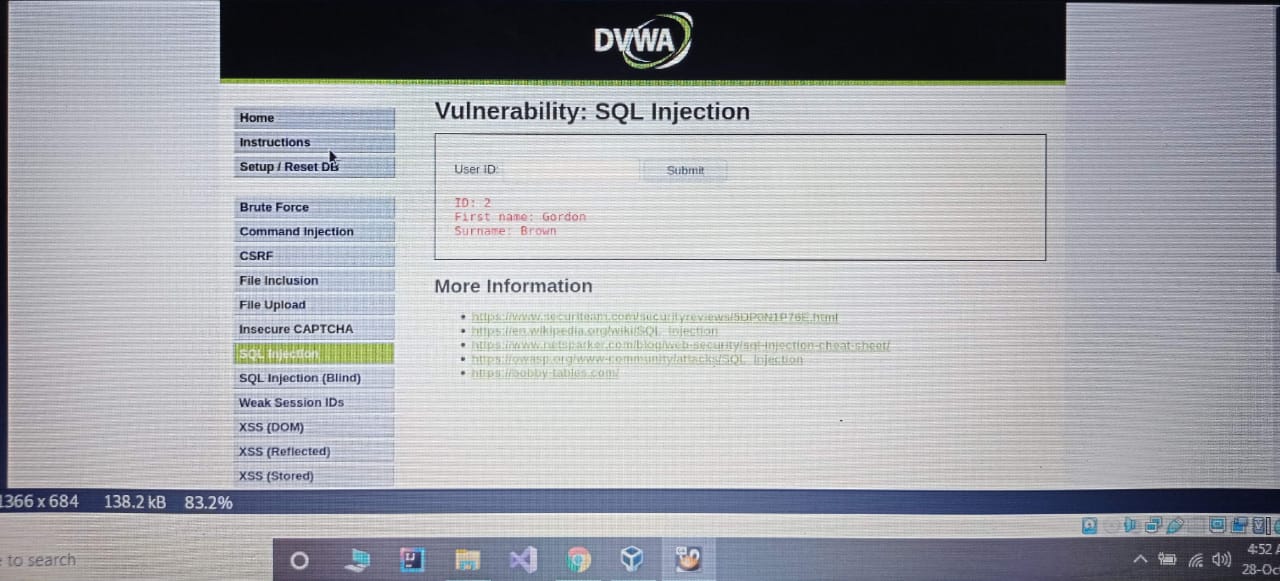 DVWA
Vulnerability: SQL Injection
Home
Instructions
Setup / Reset DB
Brute Force
Command Injection
CSRF
File Inclusion
File Upload
Insecure CAPTCHA
SQL Injection
SQL Injection (Blind)
Weak Session IDs
XSS (DOM)
XSS (Reflected)
XSS (Stored)
User ID:
Submit
ID: 2
First name: Gordon
Surname: Brown
More Information
https://www.securiteam.com/securityreviews/5DP0N1P76E.html
https://en.wikipedia.org/wiki/SQL_injection
https://www.netsparker.com/blog/web-security/sql-injection-cheat-sheet/
https://owasp.org/www-community/attacks/SQL_Injection
https://bobby-tables.com/
1366 x 684 138.2 kB 83.2%
to search
4:52